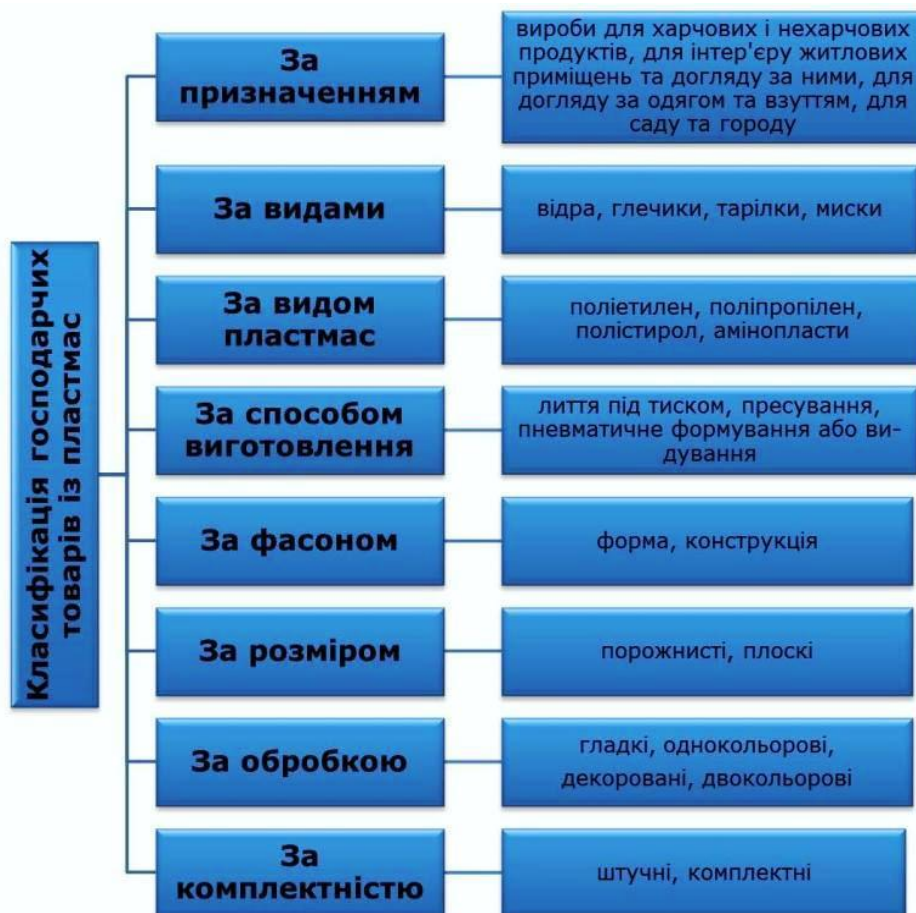 Класифікація господарчих
товарів із пластмас
За
призначенням
вироби для харчових і нехарчових
продуктів, для інтер'єру житлових
приміщень та догляду за ними, для
догляду за одягом та взуттям, для
саду та городу
За видами
відра, глечики, тарілки, миски
За видом
пластмас
поліетилен, поліпропілен,
полістирол, амінопласти
За способом
виготовлення
лиття під тиском, пресування,
пневматичне формування або ви-
дування
За фасоном
форма, конструкція
За розміром
порожнисті, плоскі
За обробкою
гладкі, однокольорові,
декоровані, двокольорові
За
комплектністю
штучні, комплектні